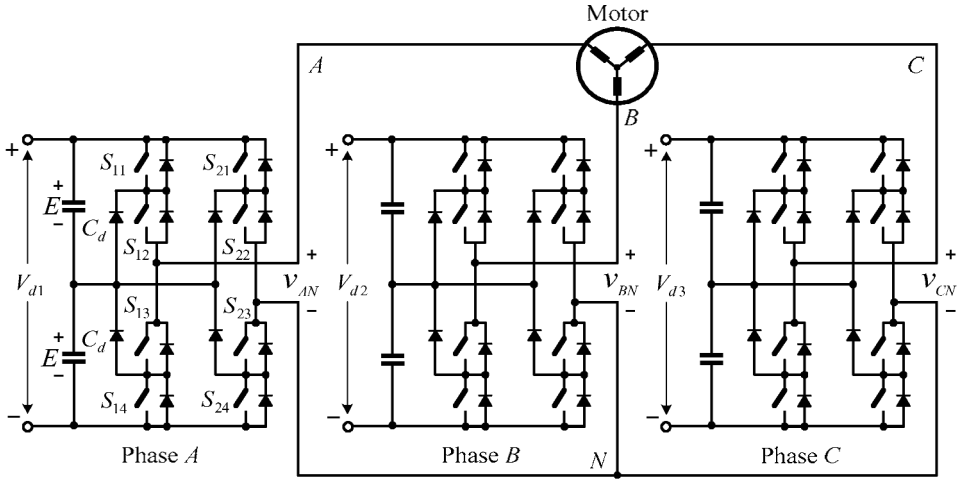 Motor
A
C
B
+
S11
S21
+
+
+
E
−
Cd
S12
S22
+
+
+
Vd1
vAN
Vd2
vBN
Vd3
vCN
S13
S23
−
−
−
+
E
−
Cd
S14
S24
−
−
−
Phase A
Phase B
N
Phase C